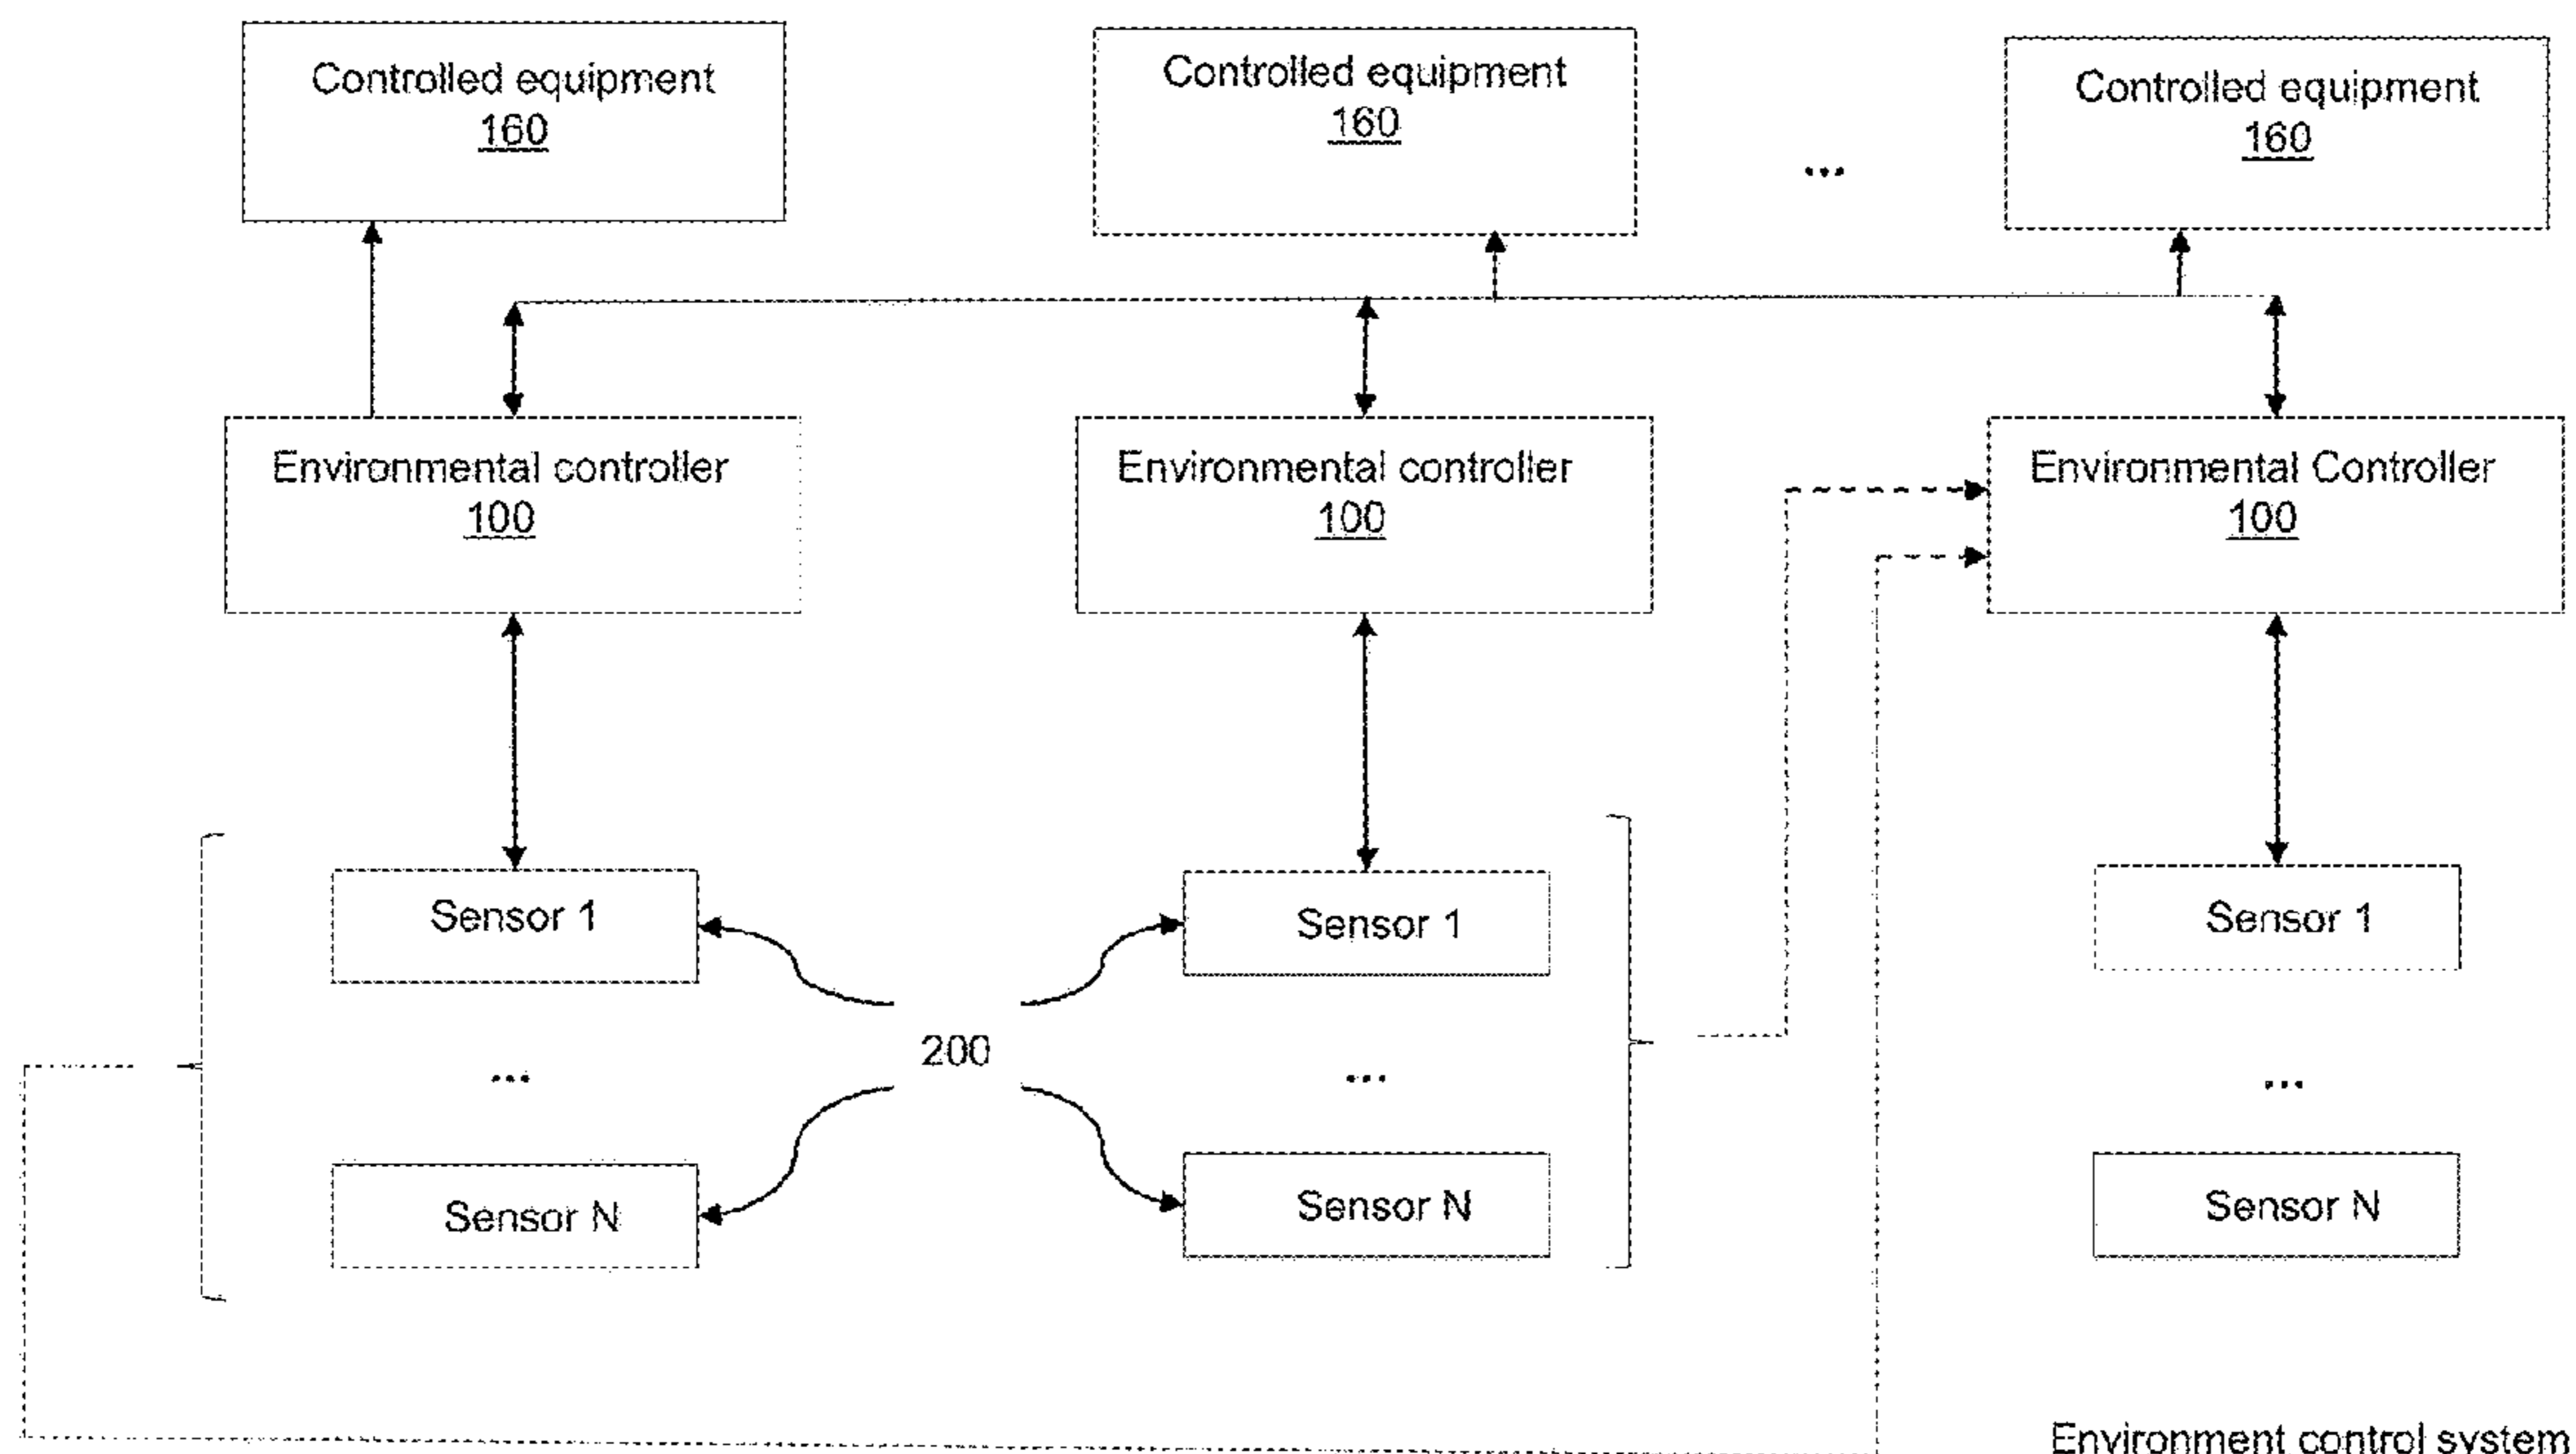 Controlled equipment
160
Controlled equipment
160
Controlled equipment
160
...
Environmental controller
100
Environmental controller
100
Environmental Controller
100
Sensor 1
Sensor 1
Sensor 1
200
...
...
...
Sensor N
Sensor N
Sensor N
Environment control system